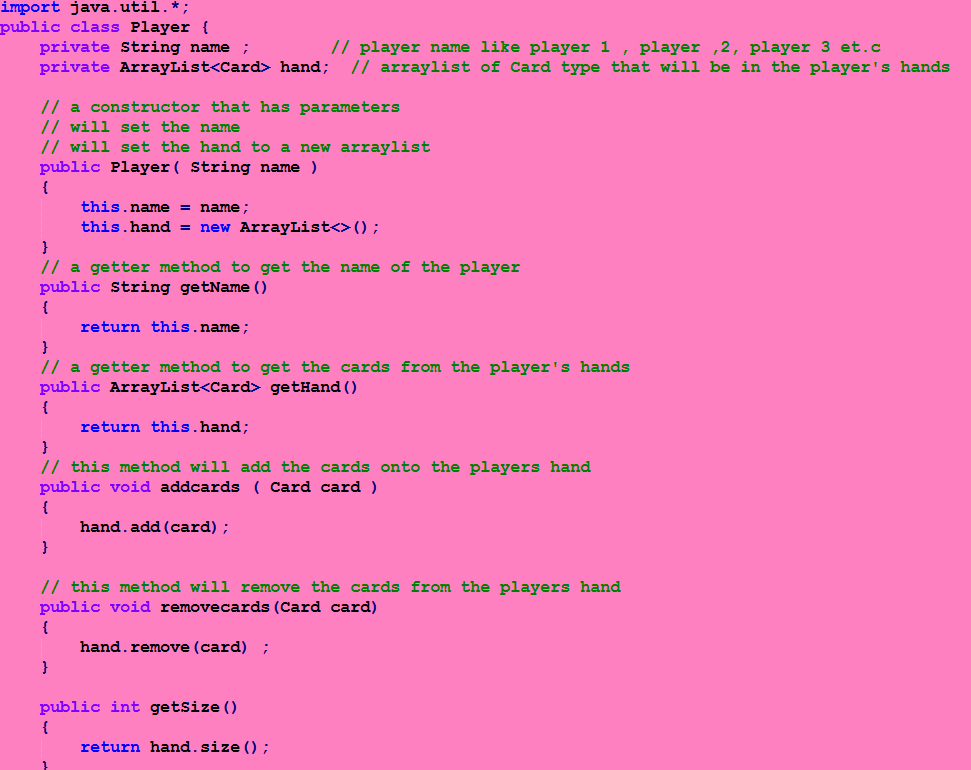 import java.util.*;
public class Player {
    private String name ;        // player name like player 1 , player ,2, player 3 et.c
    private ArrayList<Card> hand;  // arraylist of Card type that will be in the player's hands

    // a constructor that has parameters
    // will set the name
    // will set the hand to a new arraylist
    public Player( String name )
    {
        this.name = name;
        this.hand = new ArrayList<>();
    }
    // a getter method to get the name of the player
    public String getName()
    {
        return this.name;
    }
    // a getter method to get the cards from the player's hands
    public ArrayList<Card> getHand()
    {
        return this.hand;
    }
    // this method will add the cards onto the players hand
    public void addcards ( Card card )
    {
        hand.add(card);
    }

    // this method will remove the cards from the players hand
    public void removecards(Card card)
    {
        hand.remove(card) ;
    }

    public int getSize()
    {
        return hand.size();
    }